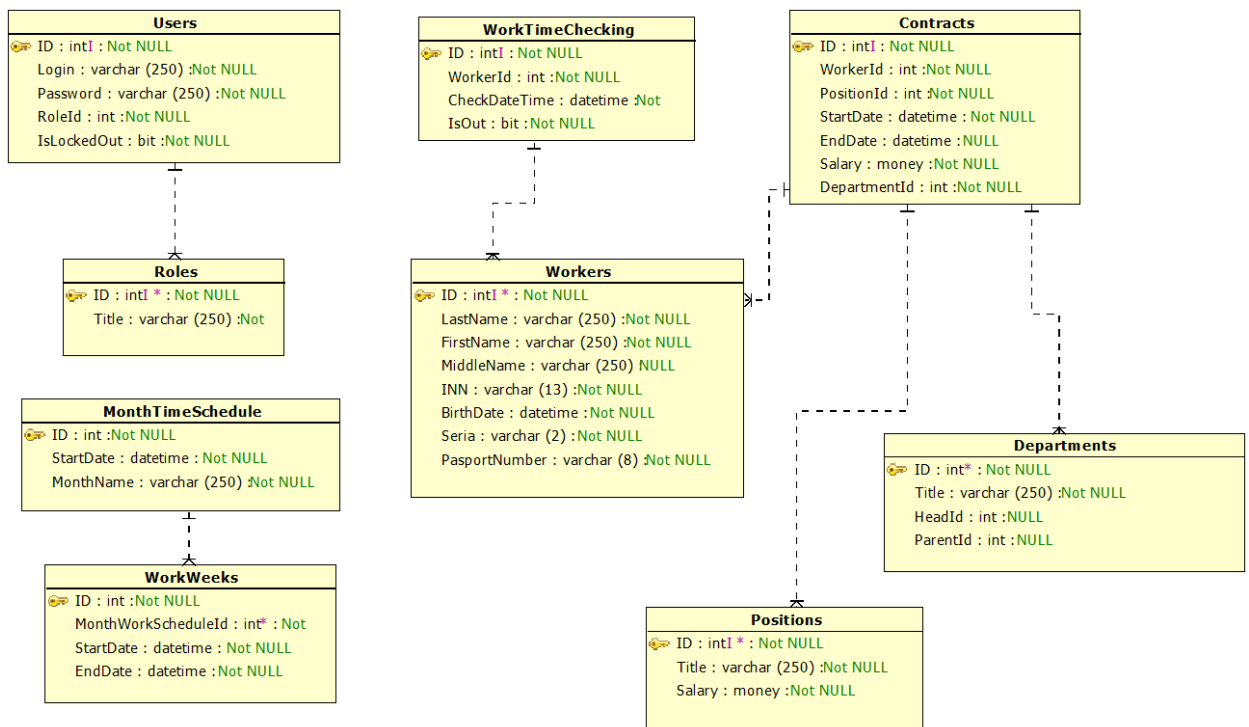 Users
ID : intI : Not NULL
Login : varchar (250) :Not NULL
Password : varchar (250) :Not NULL
RoleId : int :Not NULL
IsLockedOut : bit :Not NULL
WorkTimeChecking
ID : intI : Not NULL
WorkerId : int :Not NULL
CheckDateTime : datetime :Not
IsOut : bit :Not NULL
Contracts
ID : intI : Not NULL
WorkerId : int :Not NULL
PositionId : int :Not NULL
StartDate : datetime :Not NULL
EndDate : datetime :NULL
Salary : money :Not NULL
DepartmentId : int :Not NULL
Roles
ID : intI * : Not NULL
Title : varchar (250) :Not
Workers
ID : intI * : Not NULL
LastName : varchar (250) :Not NULL
FirstName : varchar (250) :Not NULL
MiddleName : varchar (250) NULL
INN : varchar (13) :Not NULL
BirthDate : datetime :Not NULL
Seria : varchar (2) :Not NULL
PasportNumber : varchar (8) :Not NULL
MonthTimeSchedule
ID : int :Not NULL
StartDate : datetime : Not NULL
MonthName : varchar (250) :Not NULL
Departments
ID : int* : Not NULL
Title : varchar (250) :Not NULL
HeadId : int :NULL
ParentId : int :NULL
WorkWeeks
ID : int :Not NULL
MonthWorkScheduleId : int* : Not
StartDate : datetime : Not NULL
EndDate : datetime :Not NULL
Positions
ID : intI * : Not NULL
Title : varchar (250) :Not NULL
Salary : money :Not NULL